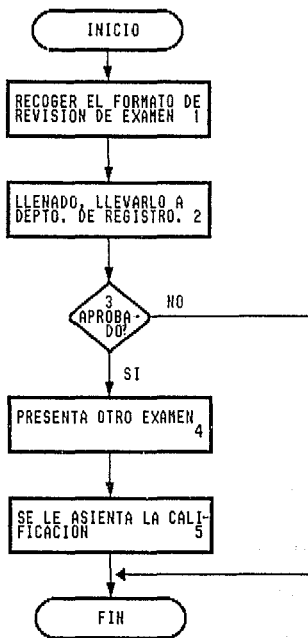 INICIO
RECOGER EL FORMATO DE
REVISION DE EXAMEN 1
LLENADO, LLEVARLO A
DEPTO. DE REGISTRO. 2
3
APROBA-
DO?
NO
SI
PRESENTA OTRO EXAMEN
4
SE LE ASIENTA LA CALI-
FICACION 5
FIN